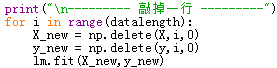 print("\n-------- 敲掉一行 ---------")
for i in range(datalength):
    X_new = np.delete(X,i,0)
    y_new = np.delete(y,i,0)
    lm.fit(X_new,y_new)